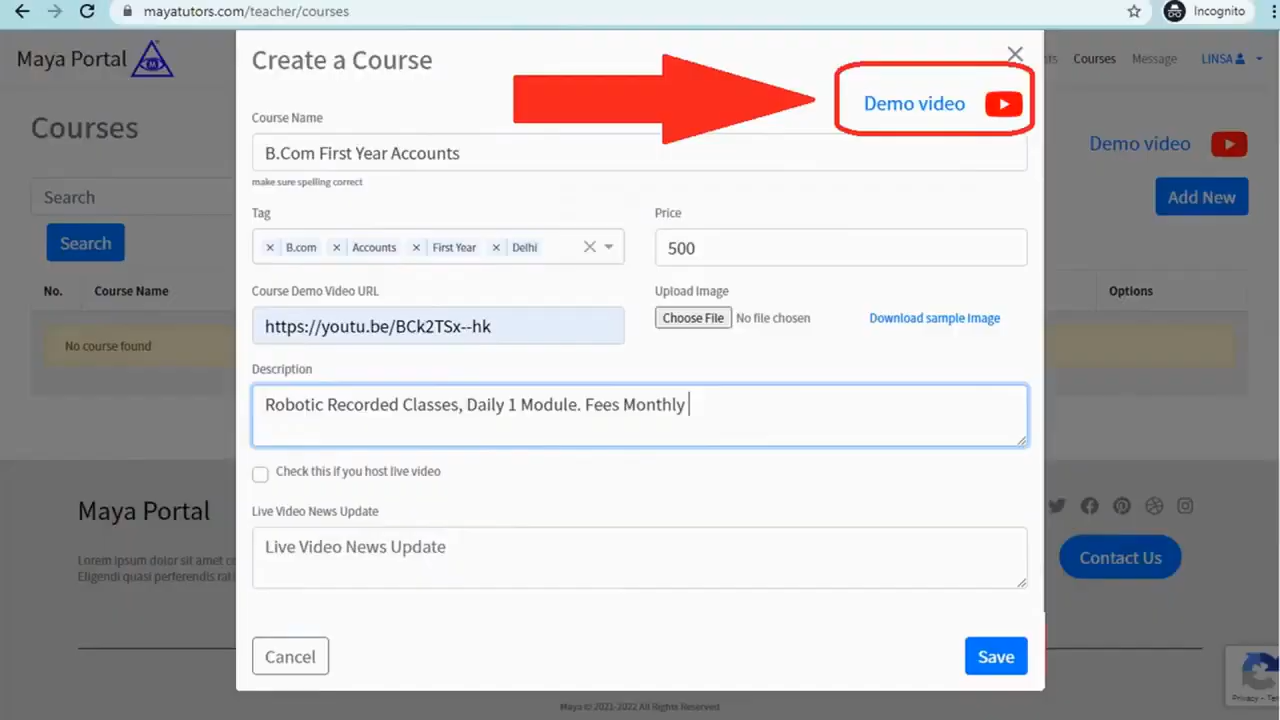 mayatutors.com/teacher/courses
Incognito
Maya Portal
M
Courses
Message
LINSA
Create a Course
Demo video
Courses
Course Name
B.Com First Year Accounts
make sure spelling correct
Demo video
Search
Add New
Search
Tag
Price
× B.com × Accounts × First Year × Delhi
500
No.
Course Name
Options
Course Demo Video URL
Upload Image
https://youtu.be/BCk2TSx--hk
Choose File No file chosen
Download sample Image
No course found
Description
Robotic Recorded Classes, Daily 1 Module. Fees Monthly
Check this if you host live video
Live Video News Update
Live Video News Update
Maya Portal
Lorem ipsum dolor sit amet
Eligendi quasi perferendis
Contact Us
Cancel
Save
Maya © 2021-2022 All Rights Reserved
Privacy